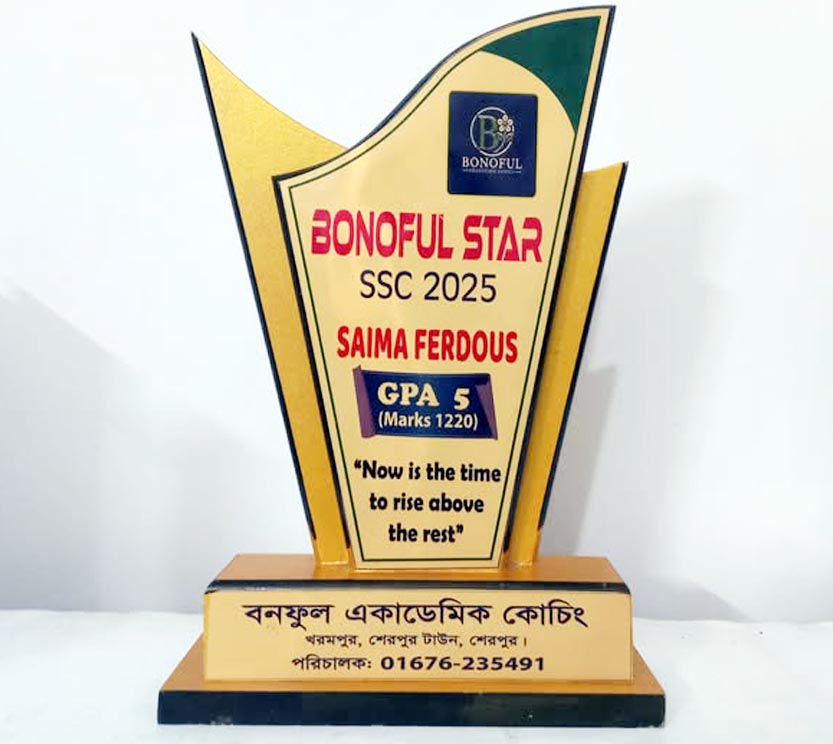 B
BONOFUL
BONOFUL STAR
SSC 2025
SAIMA FERDOUS
GPA 5
(Marks 1220)
“Now is the time
to rise above
the rest”
বনফুল একাডেমিক কোচিং
খরমপুর, শেরপুর টাউন, শেরপুর।
পরিচালক: 01676-235491